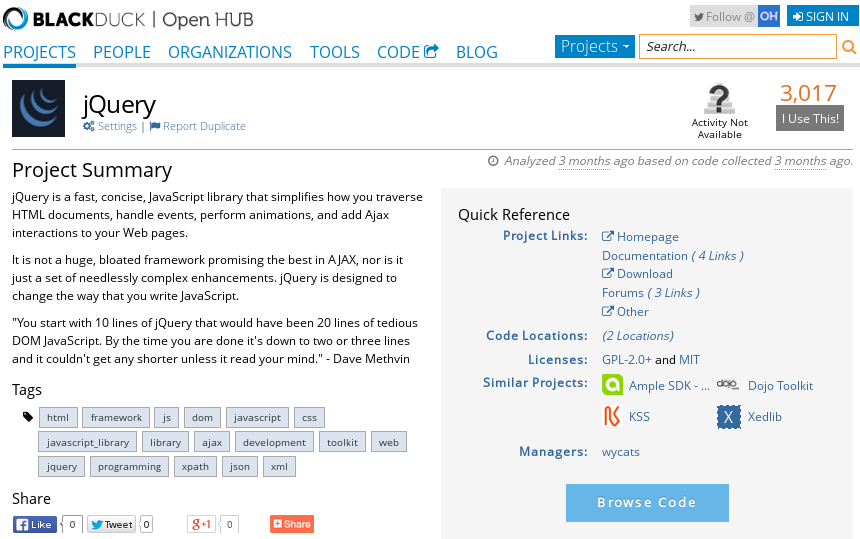 BLACKDUCK | Open HUB
Follow @ OH
SIGN IN
PROJECTS PEOPLE ORGANIZATIONS TOOLS CODE BLOG
Projects
Search...
jQuery
Settings | Report Duplicate
Activity Not
Available
3,017
I Use This!
Project Summary
Analyzed 3 months ago based on code collected 3 months ago.
jQuery is a fast, concise, JavaScript library that simplifies how you traverse
HTML documents, handle events, perform animations, and add Ajax
interactions to your Web pages.
It is not a huge, bloated framework promising the best in AJAX, nor is it
just a set of needlessly complex enhancements. jQuery is designed to
change the way that you write JavaScript.
"You start with 10 lines of jQuery that would have been 20 lines of tedious
DOM JavaScript. By the time you are done it's down to two or three lines
and it couldn't get any shorter unless it read your mind." - Dave Methvin
Tags
html framework js dom javascript css
javascript_library library ajax development toolkit web
jquery programming xpath json xml
Share
Like 0 Tweet 0 g+1 0 Share
Quick Reference
Project Links: Homepage
Documentation ( 4 Links )
Download
Forums ( 3 Links )
Other
Code Locations: (2 Locations)
Licenses: GPL-2.0+ and MIT
Similar Projects: Ample SDK - ... dojo Dojo Toolkit
KSS X Xedlib
Managers: wycats
Browse Code